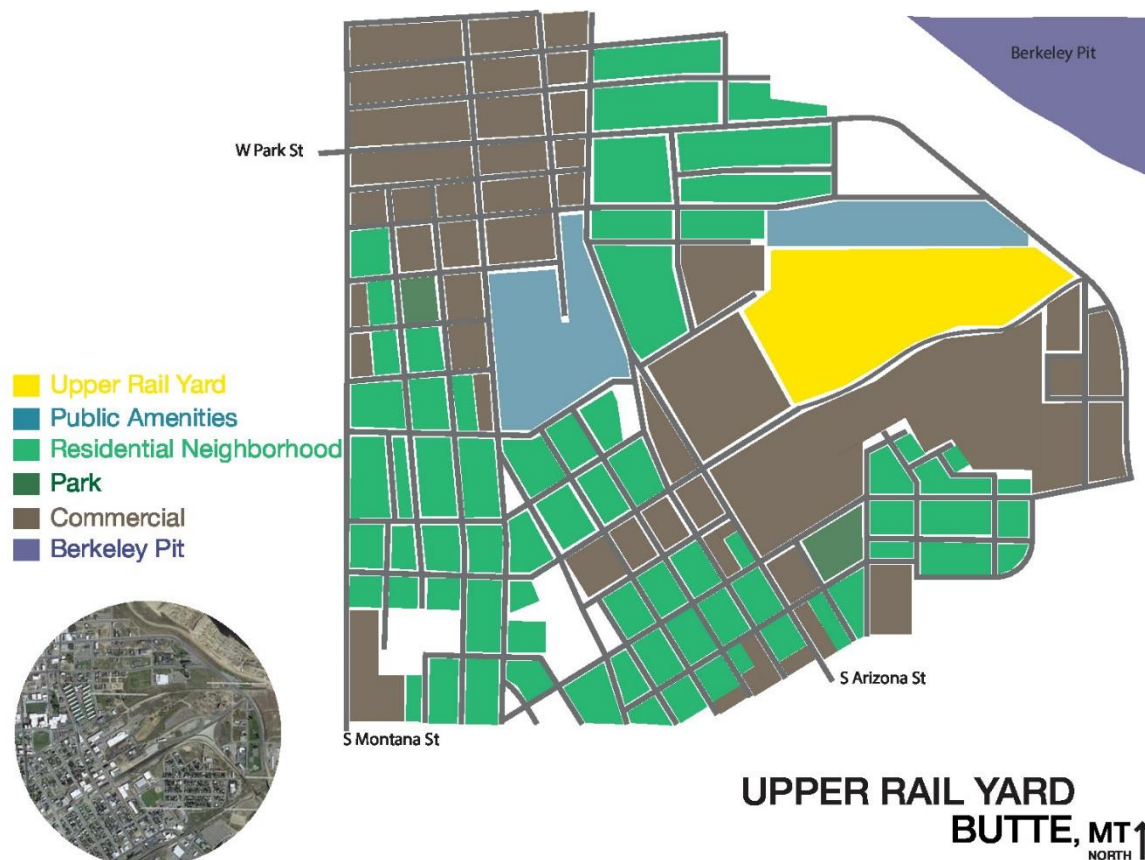 Berkeley Pit
W Park St
Upper Rail Yard
Public Amenities
Residential Neighborhood
Park
Commercial
Berkeley Pit
S Arizona St
S Montana St
UPPER RAIL YARD
BUTTE, MT
NORTH